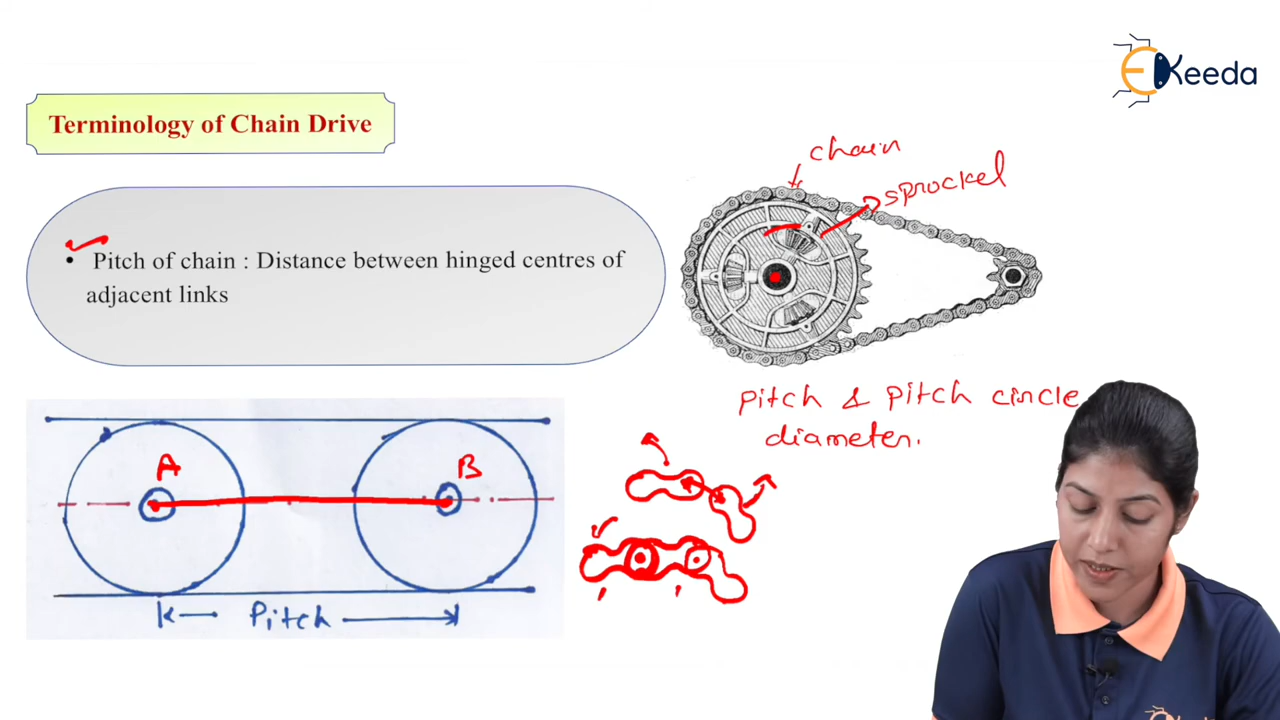 EKeeda
Terminology of Chain Drive
chain
sprocket
• Pitch of chain : Distance between hinged centres of
adjacent links
Pitch & pitch circle
diameter.
A
B
Pitch